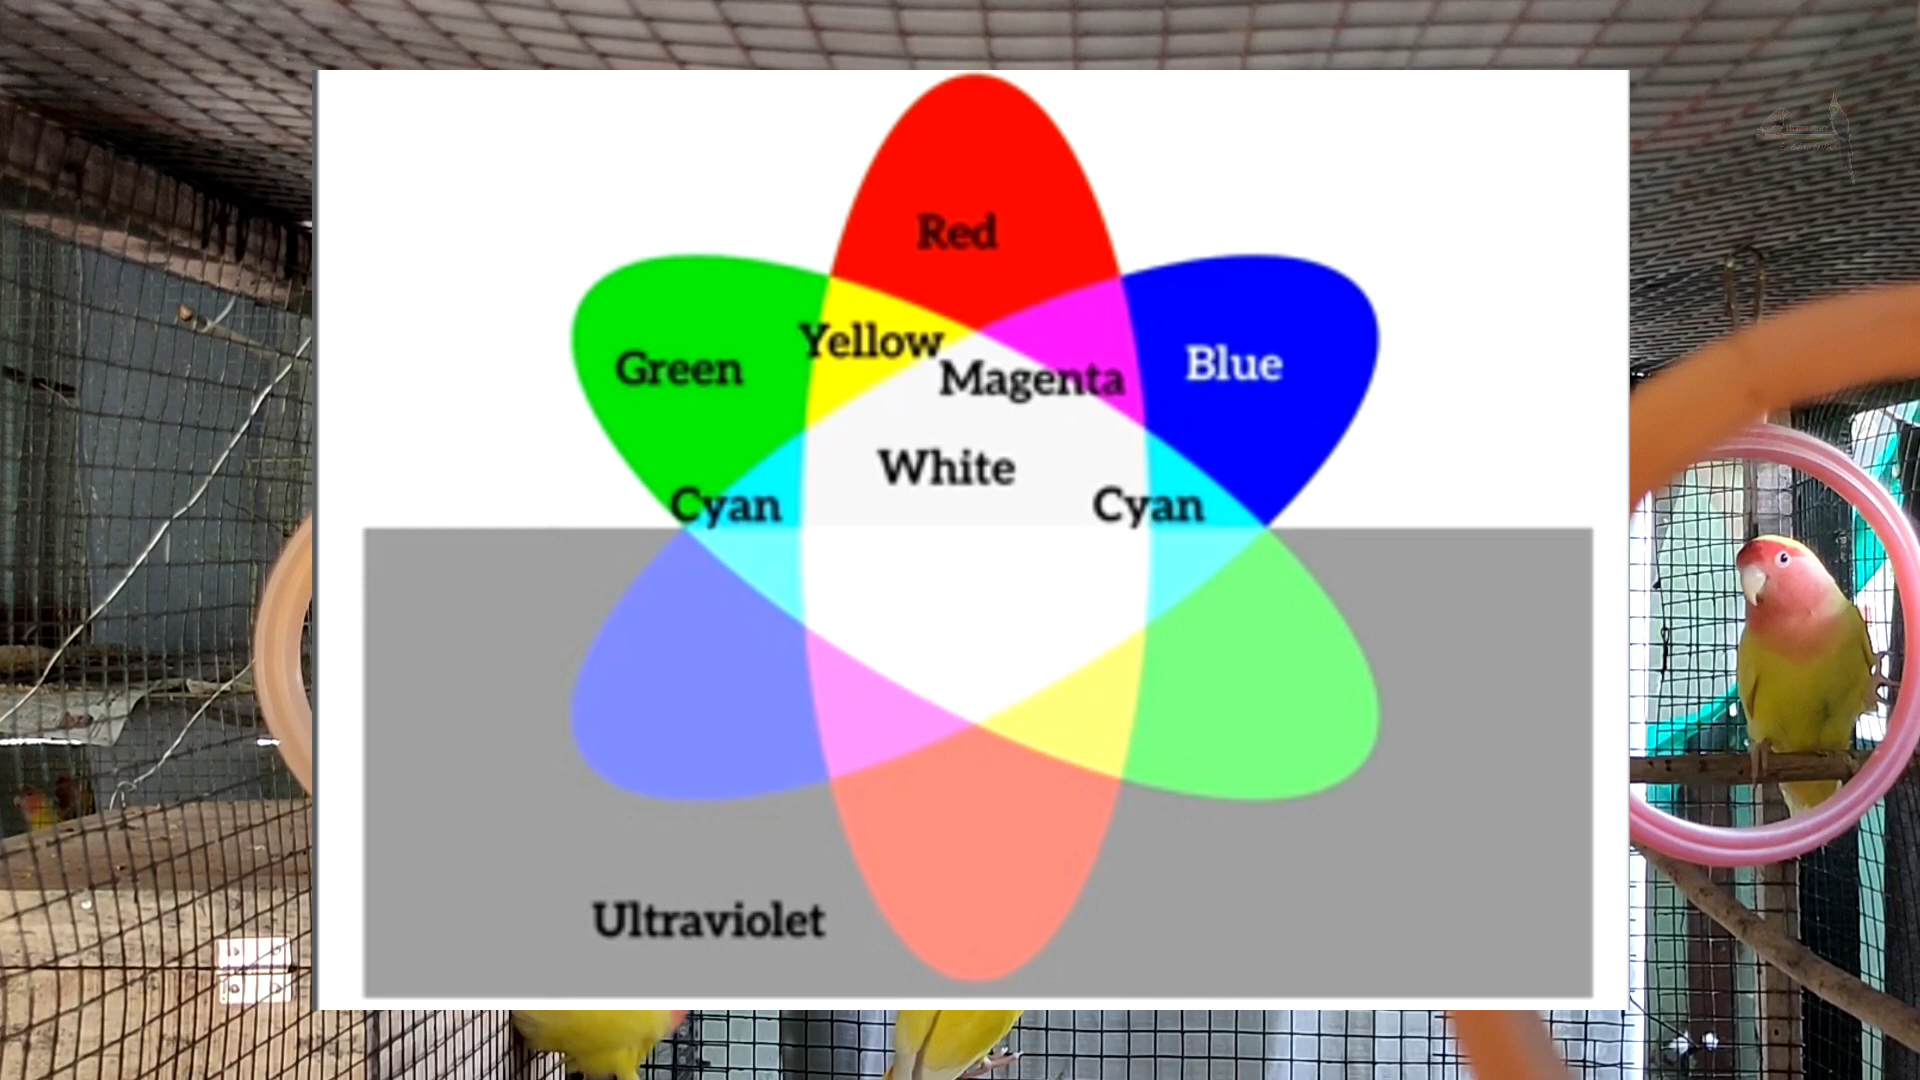 Red
Green
Yellow
Magenta
Blue
White
Cyan
Cyan
Ultraviolet